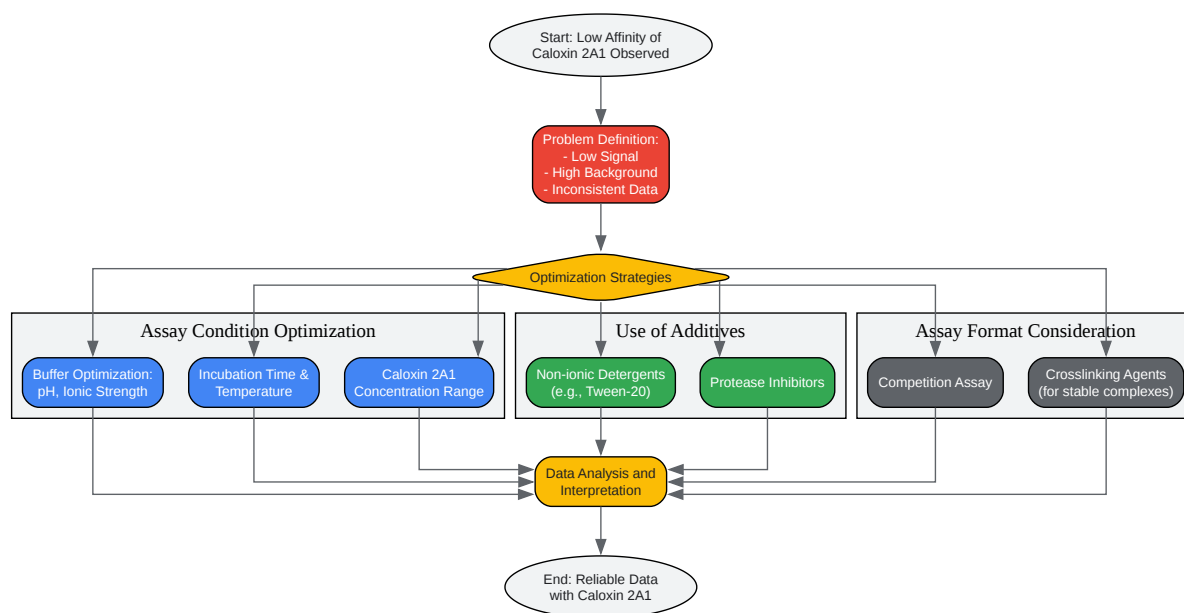 Start: Low Affinity of
Caloxin 2A1 Observed
Problem Definition:
- Low Signal
- High Background
- Inconsistent Data
Optimization Strategies
Assay Condition Optimization
Buffer Optimization:
pH, Ionic Strength
Incubation Time &
Temperature
Caloxin 2A1
Concentration Range
Use of Additives
Non-ionic Detergents
(e.g., Tween-20)
Protease Inhibitors
Assay Format Consideration
Competition Assay
Crosslinking Agents
(for stable complexes)
Data Analysis and
Interpretation
End: Reliable Data
with Caloxin 2A1